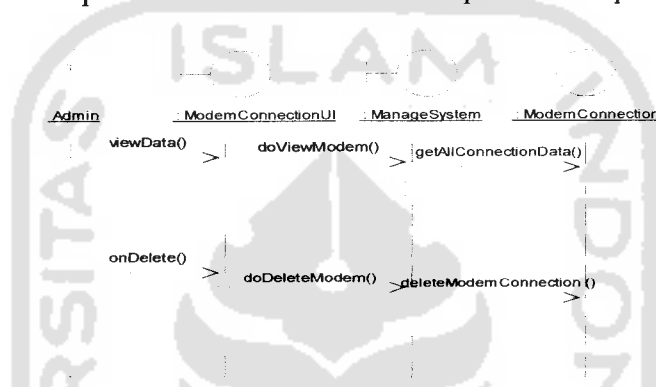 ISLAM
Admin : ModemConnectionUI : ManageSystem : ModemConnection
viewData() doViewModem() getAllConnectionData()
onDelete() doDeleteModem() deleteModemConnection ()